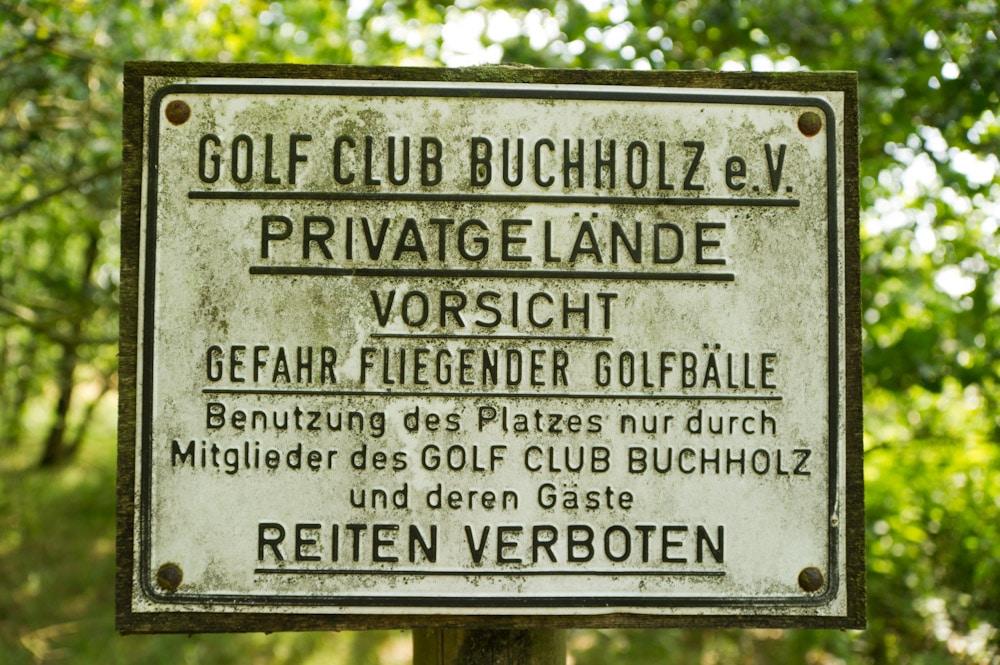 GOLF CLUB BUCHHOLZ e.V.
PRIVATGELÄNDE
VORSICHT
GEFAHR FLIEGENDER GOLFBÄLLE
Benutzung des Platzes nur durch
Mitglieder des GOLF CLUB BUCHHOLZ
und deren Gäste
REITEN VERBOTEN